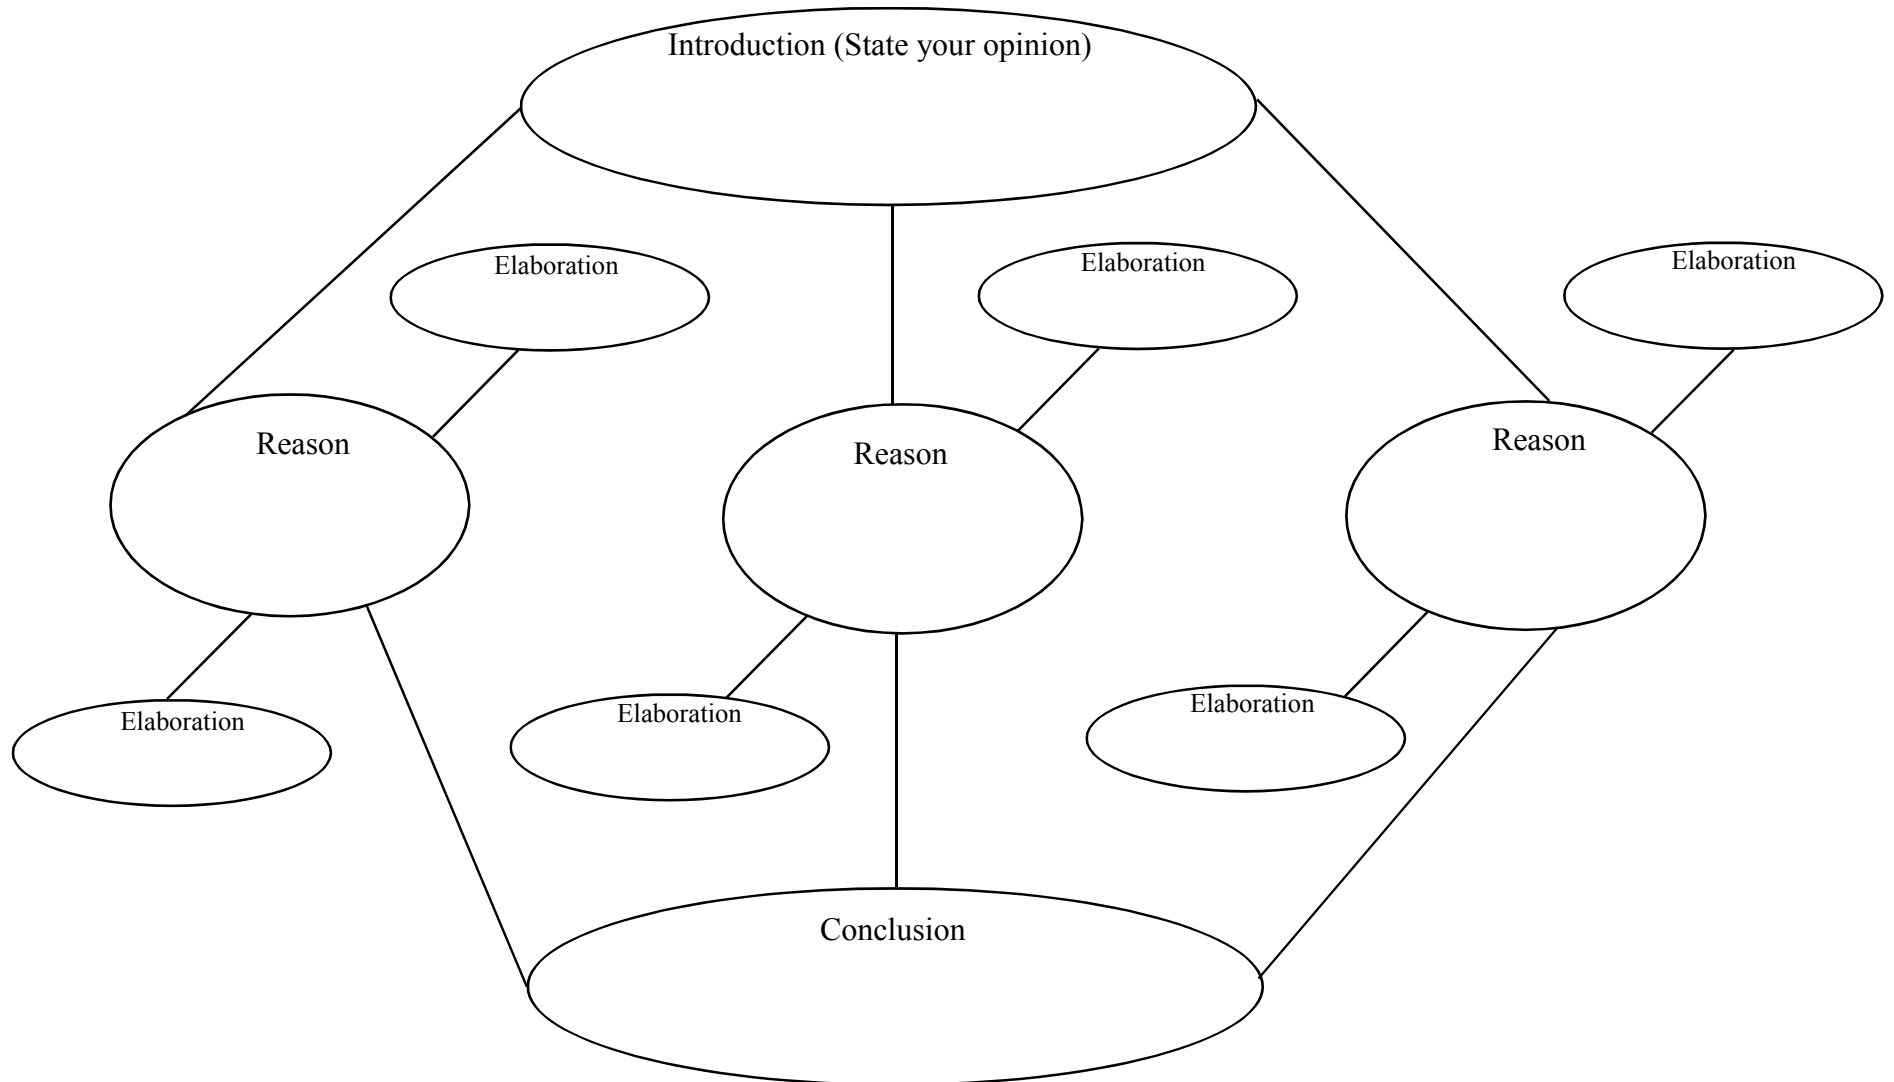 Introduction (State your opinion)
Elaboration
Elaboration
Elaboration
Reason
Reason
Reason
Elaboration
Elaboration
Elaboration
Conclusion